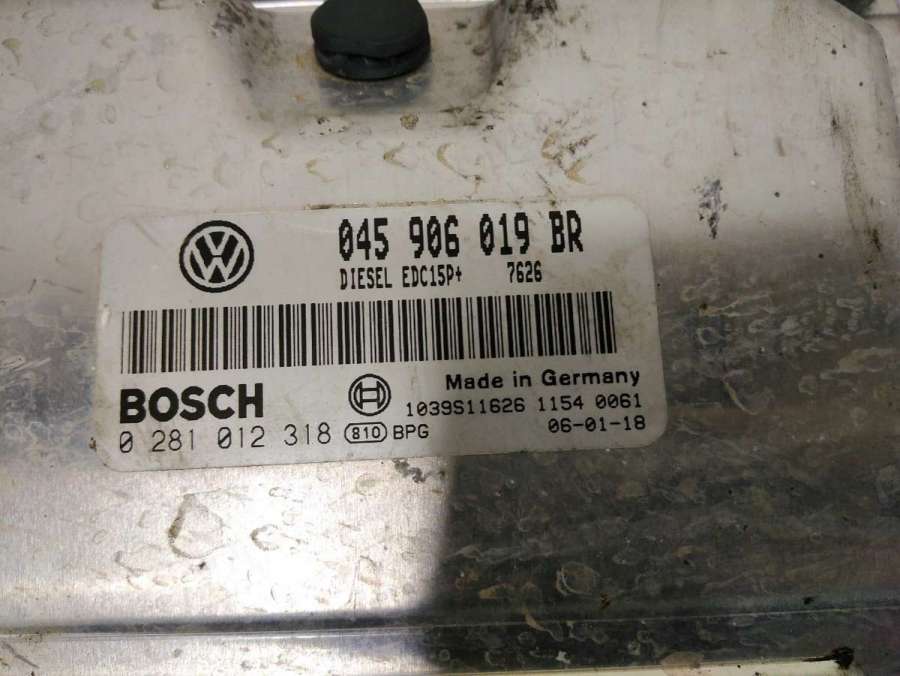 045 906 019 BR
DIESEL EDC15P+ 7626
BOSCH
Made in Germany
1039S11626 1154 0061
0 281 012 318 810 BPG
06-01-18